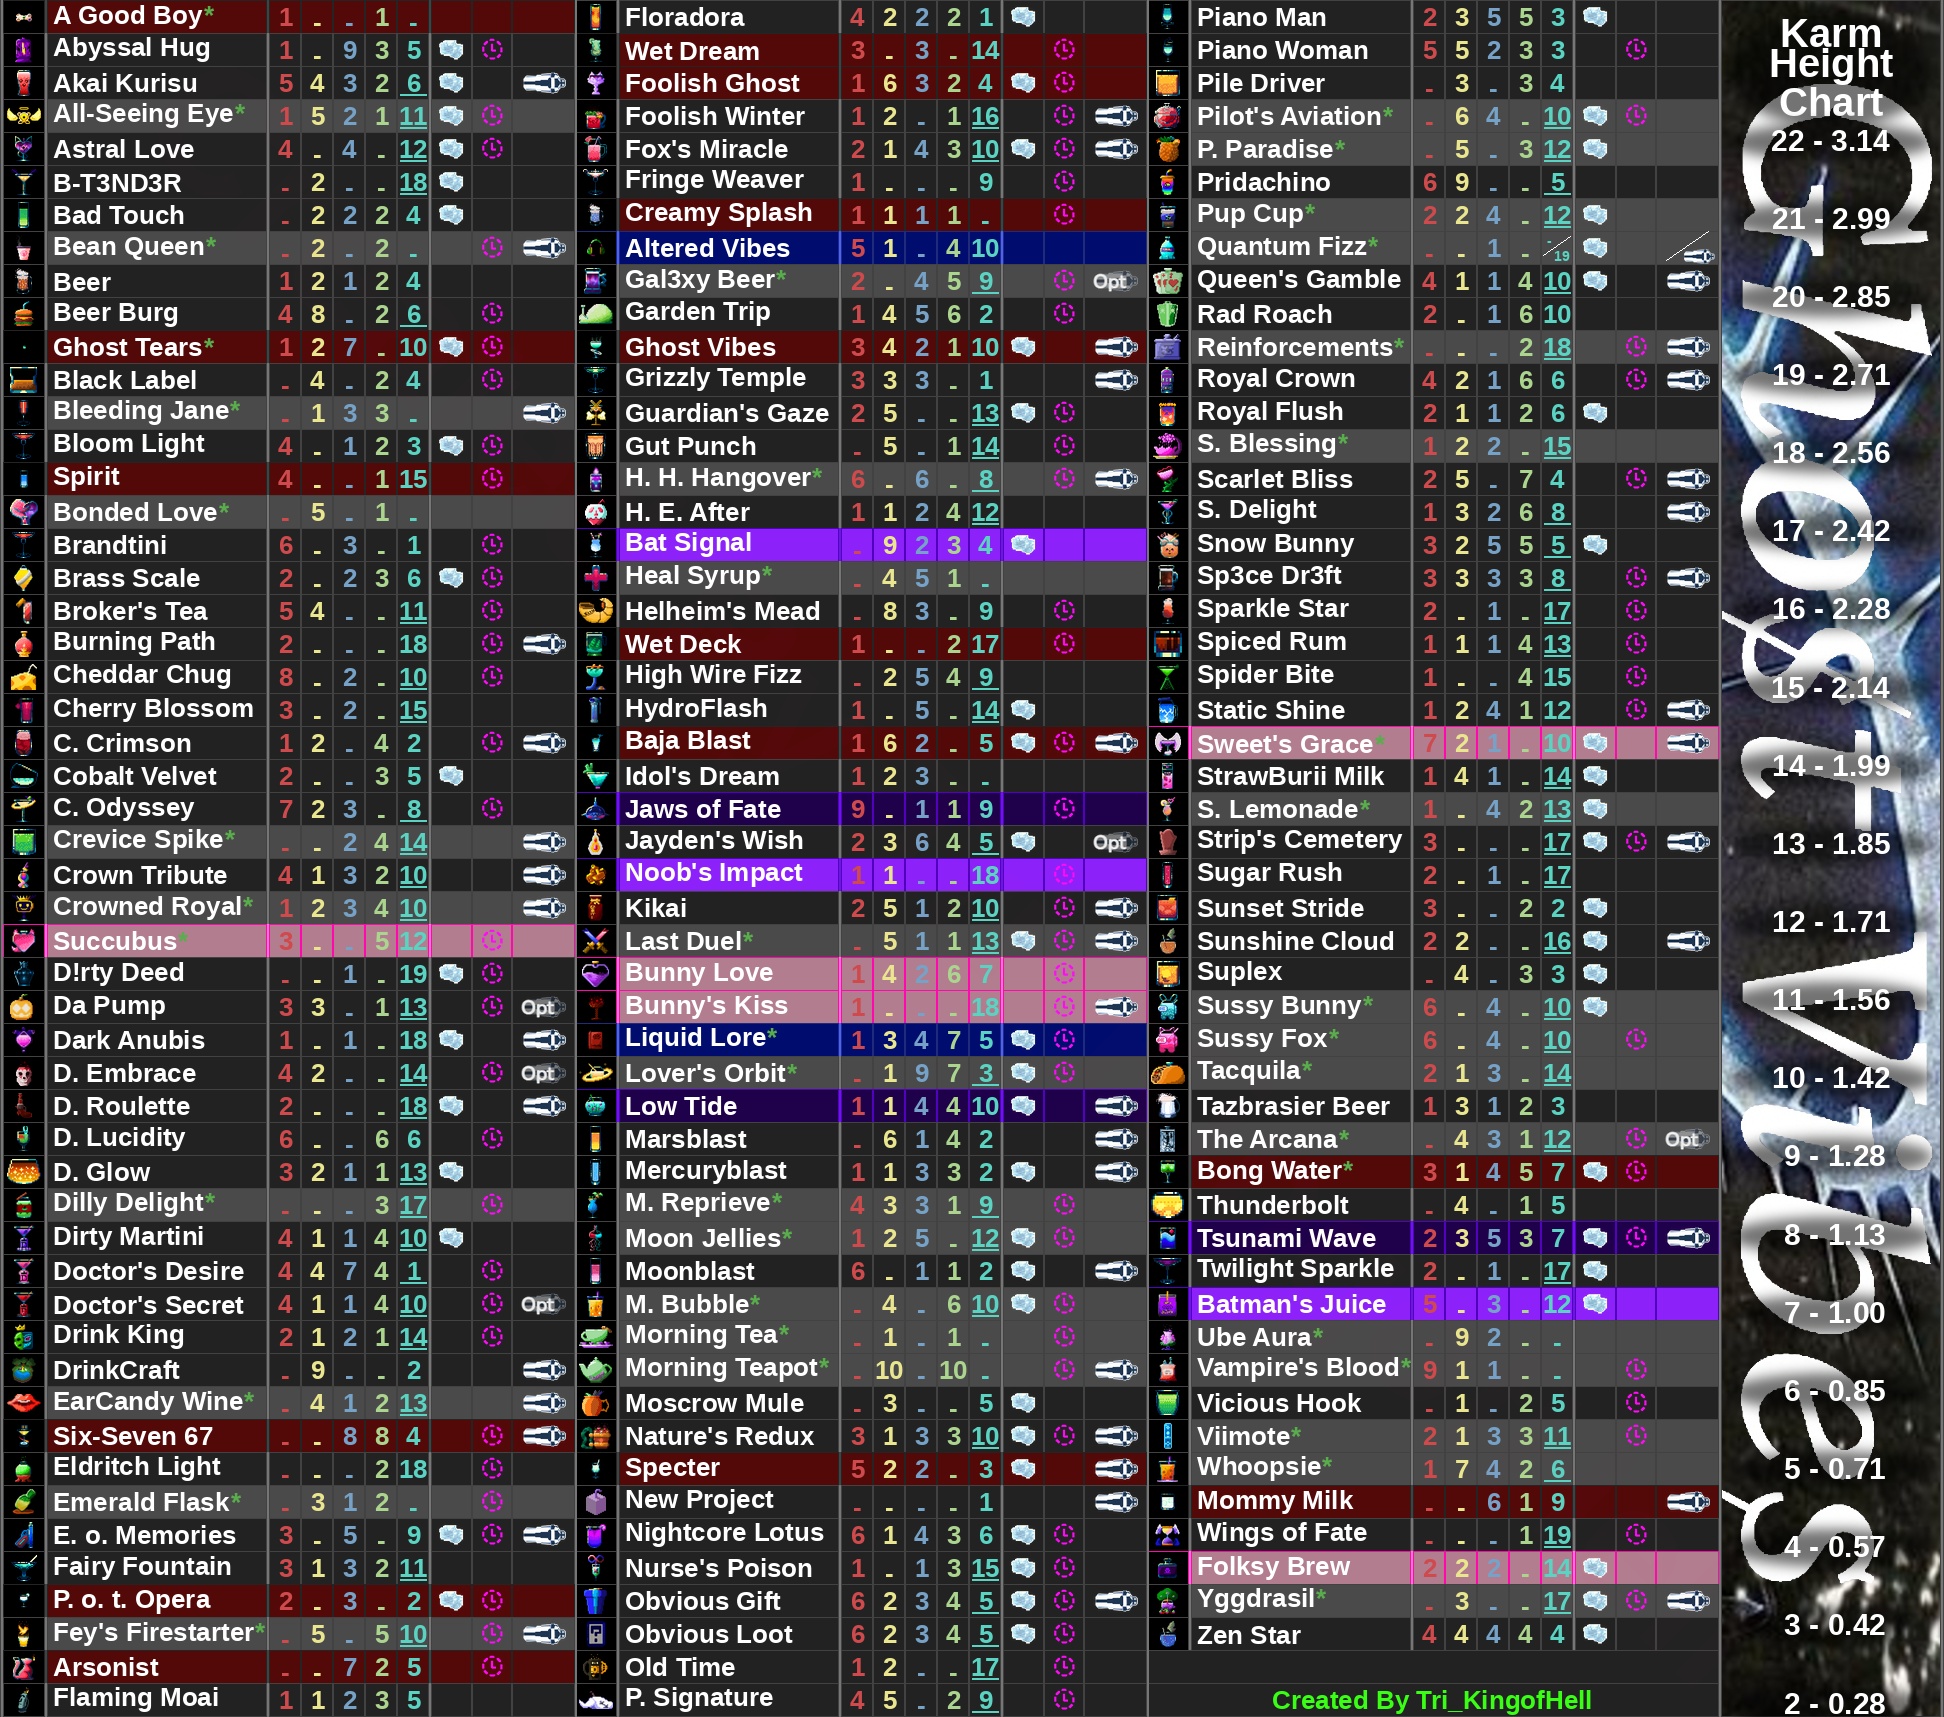 A Good Boy* 1 - - 1 -
Abyssal Hug 1 - 9 3 5
Akai Kurisu 5 4 3 2 6
All-Seeing Eye* 1 5 2 1 11
Astral Love 4 - 4 - 12
B-T3ND3R - 2 - - 18
Bad Touch - 2 2 2 4
Bean Queen* - 2 - 2 -
Beer 1 2 1 2 4
Beer Burg 4 8 - 2 6
Ghost Tears* 1 2 7 - 10
Black Label - 4 - 2 4
Bleeding Jane* - 1 3 3 -
Bloom Light 4 - 1 2 3
Spirit 4 - - 1 15
Bonded Love* - 5 - 1 -
Brandtini 6 - 3 - 1
Brass Scale 2 - 2 3 6
Broker's Tea 5 4 - - 11
Burning Path 2 - - - 18
Cheddar Chug 8 - 2 - 10
Cherry Blossom 3 - 2 - 15
C. Crimson 1 2 - 4 2
Cobalt Velvet 2 - - 3 5
C. Odyssey 7 2 3 - 8
Crevice Spike* - - 2 4 14
Crown Tribute 4 1 3 2 10
Crowned Royal* 1 2 3 4 10
Succubus* 3 - - 5 12
D!rty Deed - - 1 - 19
Da Pump 3 3 - 1 13 Opt
Dark Anubis 1 - 1 - 18
D. Embrace 4 2 - - 14 Opt
D. Roulette 2 - - - 18
D. Lucidity 6 - - 6 6
D. Glow 3 2 1 1 13
Dilly Delight* - - - 3 17
Dirty Martini 4 1 1 4 10
Doctor's Desire 4 4 7 4 1
Doctor's Secret 4 1 1 4 10 Opt
Drink King 2 1 2 1 14
DrinkCraft - 9 - - 2
EarCandy Wine* - 4 1 2 13
Six-Seven 67 - - 8 8 4
Eldritch Light - - - 2 18
Emerald Flask* - 3 1 2 -
E. o. Memories 3 - 5 - 9
Fairy Fountain 3 1 3 2 11
P. o. t. Opera 2 - 3 - 2
Fey's Firestarter* - 5 - 5 10
Arsonist - - 7 2 5
Flaming Moai 1 1 2 3 5
Floradora 4 2 2 2 1
Wet Dream 3 - 3 - 14
Foolish Ghost 1 6 3 2 4
Foolish Winter 1 2 - 1 16
Fox's Miracle 2 1 4 3 10
Fringe Weaver 1 - - - 9
Creamy Splash 1 1 1 1 -
Altered Vibes 5 1 - 4 10
Gal3xy Beer* 2 - 4 5 9 Opt
Garden Trip 1 4 5 6 2
Ghost Vibes 3 4 2 1 10
Grizzly Temple 3 3 3 - 1
Guardian's Gaze 2 5 - - 13
Gut Punch - 5 - 1 14
H. H. Hangover* 6 - 6 - 8
H. E. After 1 1 2 4 12
Bat Signal - 9 2 3 4
Heal Syrup* - 4 5 1 -
Helheim's Mead - 8 3 - 9
Wet Deck 1 - - 2 17
High Wire Fizz - 2 5 4 9
HydroFlash 1 - 5 - 14
Baja Blast 1 6 2 - 5
Idol's Dream 1 2 3 - -
Jaws of Fate 9 - 1 1 9
Jayden's Wish 2 3 6 4 5 Opt
Noob's Impact 1 1 - - 18
Kikai 2 5 1 2 10
Last Duel* - 5 1 1 13
Bunny Love 1 4 2 6 7
Bunny's Kiss 1 - - - 18
Liquid Lore* 1 3 4 7 5
Lover's Orbit* - 1 9 7 3
Low Tide 1 1 4 4 10
Marsblast - 6 1 4 2
Mercuryblast 1 1 3 3 2
M. Reprieve* 4 3 3 1 9
Moon Jellies* 1 2 5 - 12
Moonblast 6 - 1 1 2
M. Bubble* - 4 - 6 10
Morning Tea* - 1 - 1 -
Morning Teapot* - 10 - 10 -
Moscrow Mule - 3 - - 5
Nature's Redux 3 1 3 3 10
Specter 5 2 2 - 3
New Project - - - - 1
Nightcore Lotus 6 1 4 3 6
Nurse's Poison 1 - 1 3 15
Obvious Gift 6 2 3 4 5
Obvious Loot 6 2 3 4 5
Old Time 1 2 - - 17
P. Signature 4 5 - 2 9
Piano Man 2 3 5 5 3
Piano Woman 5 5 2 3 3
Pile Driver - 3 - 3 4
Pilot's Aviation* - 6 4 - 10
P. Paradise* - 5 - 3 12
Pridachino 6 9 - - 5
Pup Cup* 2 2 4 - 12
Quantum Fizz* - - 1 - -/19
Queen's Gamble 4 1 1 4 10
Rad Roach 2 - 1 6 10
Reinforcements* - - - 2 18
Royal Crown 4 2 1 6 6
Royal Flush 2 1 1 2 6
S. Blessing* 1 2 2 - 15
Scarlet Bliss 2 5 - 7 4
S. Delight 1 3 2 6 8
Snow Bunny 3 2 5 5 5
Sp3ce Dr3ft 3 3 3 3 8
Sparkle Star 2 - 1 - 17
Spiced Rum 1 1 1 4 13
Spider Bite 1 - - 4 15
Static Shine 1 2 4 1 12
Sweet's Grace* 7 2 1 - 10
StrawBurii Milk 1 4 1 - 14
S. Lemonade* 1 - 4 2 13
Strip's Cemetery 3 - - - 17
Sugar Rush 2 - 1 - 17
Sunset Stride 3 - - 2 2
Sunshine Cloud 2 2 - - 16
Suplex - 4 - 3 3
Sussy Bunny* 6 - 4 - 10
Sussy Fox* 6 - 4 - 10
Tacquila* 2 1 3 - 14
Tazbrasier Beer 1 3 1 2 3
The Arcana* - 4 3 1 12 Opt
Bong Water* 3 1 4 5 7
Thunderbolt - 4 - 1 5
Tsunami Wave 2 3 5 3 7
Twilight Sparkle 2 - 1 - 17
Batman's Juice 5 - 3 - 12
Ube Aura* - 9 2 - -
Vampire's Blood* 9 1 1 - -
Vicious Hook - 1 - 2 5
Viimote* 2 1 3 3 11
Whoopsie* 1 7 4 2 6
Mommy Milk - - 6 1 9
Wings of Fate - - - 1 19
Folksy Brew 2 2 2 - 14
Yggdrasil* - 3 - - 17
Zen Star 4 4 4 4 4
Created By Tri_KingofHell
Karm
Height
Chart
22 - 3.14
21 - 2.99
20 - 2.85
19 - 2.71
18 - 2.56
17 - 2.42
16 - 2.28
15 - 2.14
14 - 1.99
13 - 1.85
12 - 1.71
11 - 1.56
10 - 1.42
9 - 1.28
8 - 1.13
7 - 1.00
6 - 0.85
5 - 0.71
4 - 0.57
3 - 0.42
2 - 0.28
Ghost Vibes